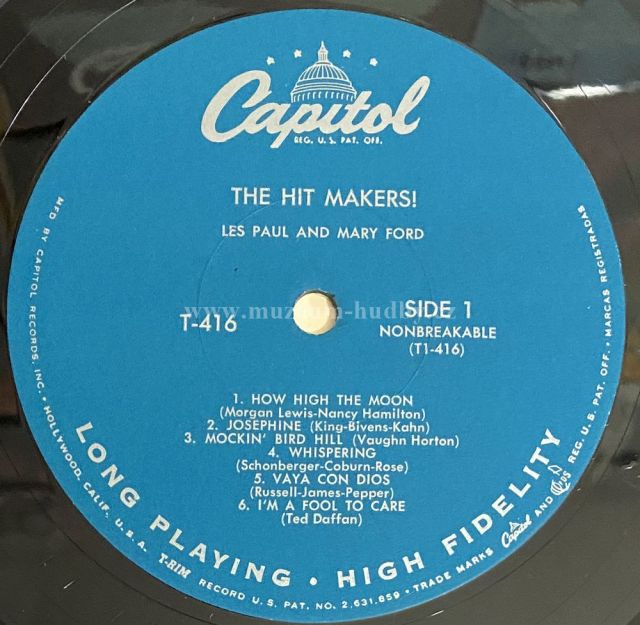 Capitol
REG. U.S. PAT. OFF.
THE HIT MAKERS!
LES PAUL AND MARY FORD
T-416
SIDE 1
NONBREAKABLE
(T1-416)
1. HOW HIGH THE MOON
(Morgan Lewis-Nancy Hamilton)
2. JOSEPHINE (King-Bivens-Kahn)
3. MOCKIN' BIRD HILL (Vaughn Horton)
4. WHISPERING
(Schonberger-Coburn-Rose)
5. VAYA CON DIOS
(Russell-James-Pepper)
6. I'M A FOOL TO CARE
(Ted Daffan)
LONG PLAYING • HIGH FIDELITY
MFD BY CAPITOL RECORDS, INC. • HOLLYWOOD, CALIF. U.S.A. T-RIM RECORD U.S. PAT. NO. 2,631,859 • TRADE MARKS Capitol AND REG. U.S. PAT. OFF. • MARCAS REGISTRADAS